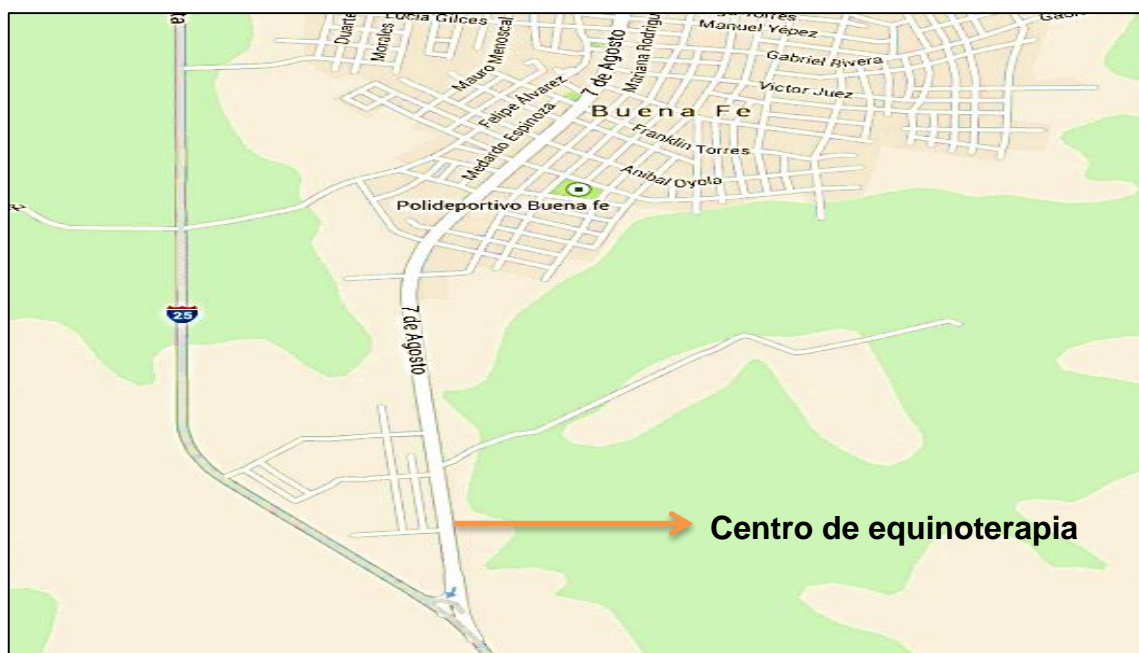 Lucia Gilces
Duarte
Morales
Manuel Yépez
Gabriel Rivera
Mauro Menoscal
7 de Agosto
Mariana Rodrigu
Victor Juez
Felipe Álvarez
Buena Fe
Medardo Espinoza
Franklin Torres
Anibal Oyola
Polideportivo Buena fe
25
7 de Agosto
Centro de equinoterapia